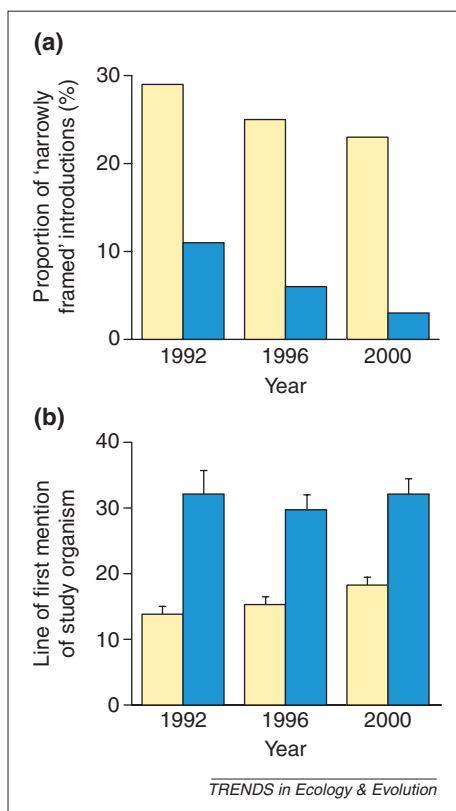 (a)
Proportion of ‘narrowly
framed’ introductions (%)
30
20
10
0
1992 1996 2000
Year
(b)
Line of first mention
of study organism
40
30
20
10
0
1992 1996 2000
Year
TRENDS in Ecology & Evolution